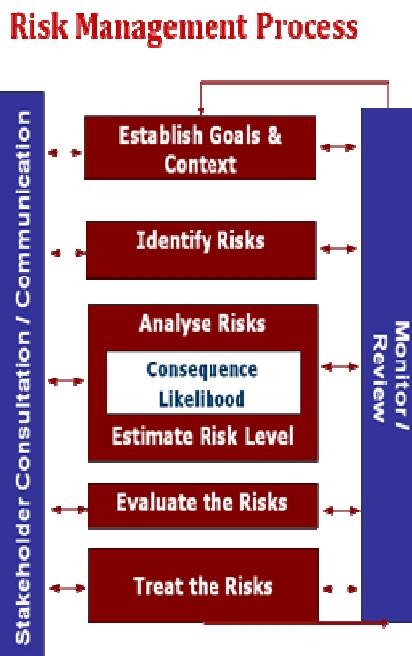 Risk Management Process
Stakeholder Consultation / Communication
Establish Goals &
Context
Identify Risks
Analyse Risks
Consequence
Likelihood
Estimate Risk Level
Evaluate the Risks
Treat the Risks
Monitor /
Review